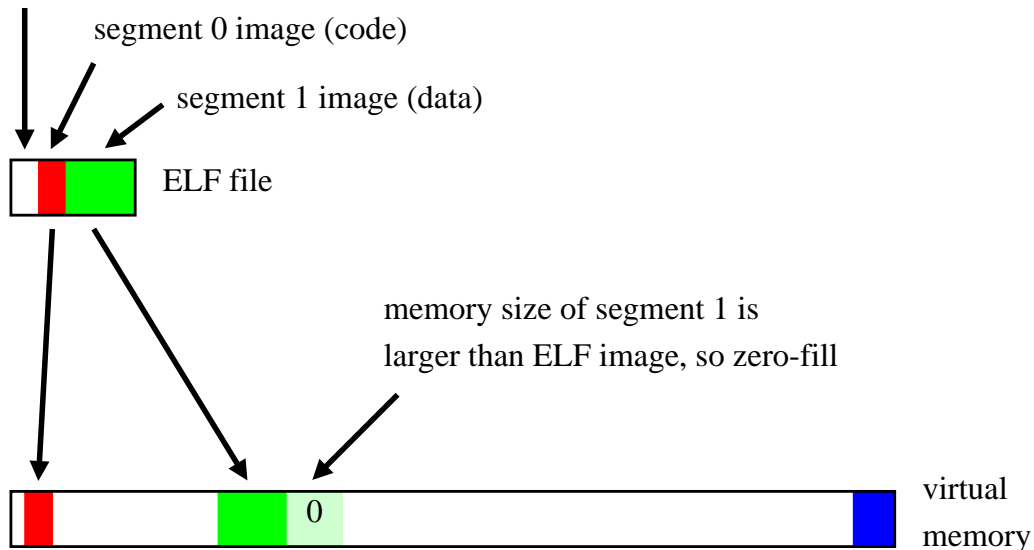 segment 0 image (code)
segment 1 image (data)
ELF file
memory size of segment 1 is
larger than ELF image, so zero-fill
0
virtual
memory